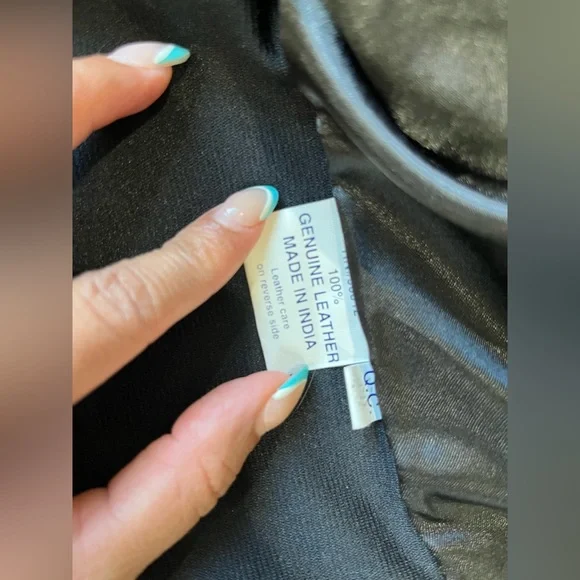 100%
GENUINE LEATHER
MADE IN INDIA
Leather care
on reverse side
Q.C.